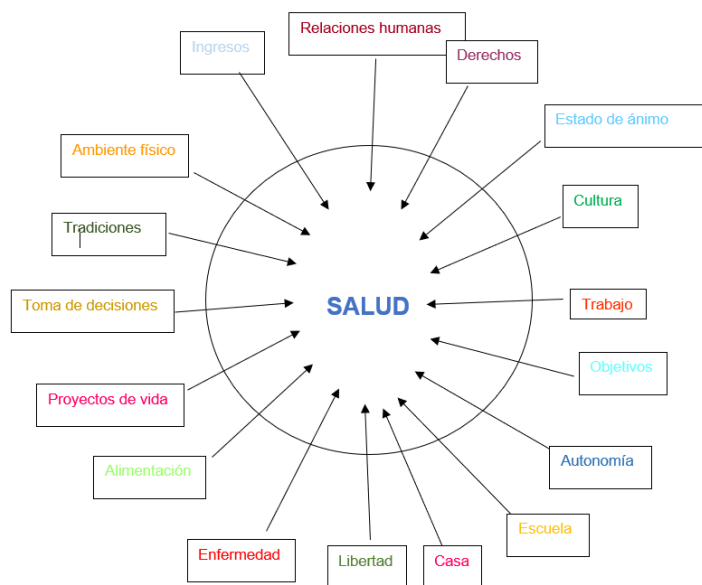 Relaciones humanas
Ingresos
Derechos
Estado de ánimo
Ambiente físico
Cultura
Tradiciones
SALUD
Toma de decisiones
Trabajo
Objetivos
Proyectos de vida
Autonomía
Alimentación
Escuela
Enfermedad
Libertad
Casa